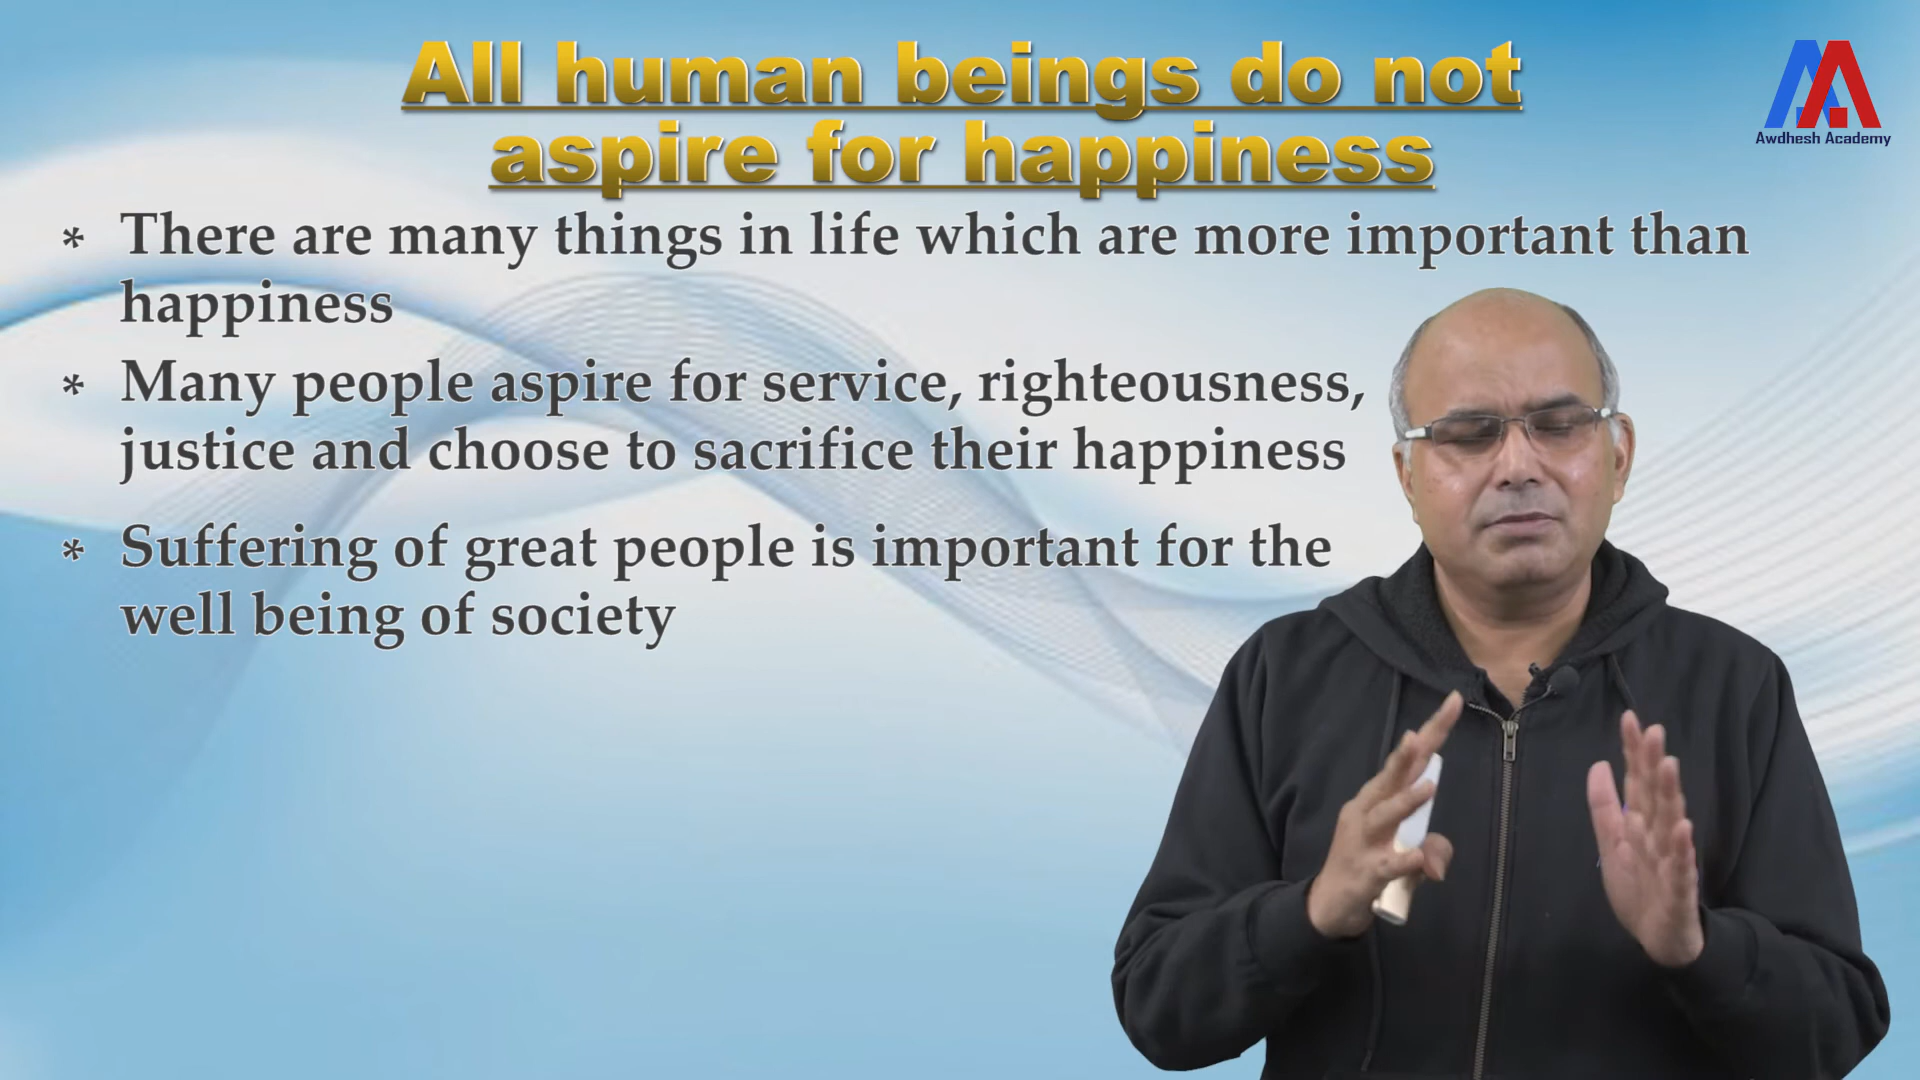 All human beings do not
aspire for happiness
Awdhesh Academy
* There are many things in life which are more important than
happiness
* Many people aspire for service, righteousness,
justice and choose to sacrifice their happiness
* Suffering of great people is important for the
well being of society